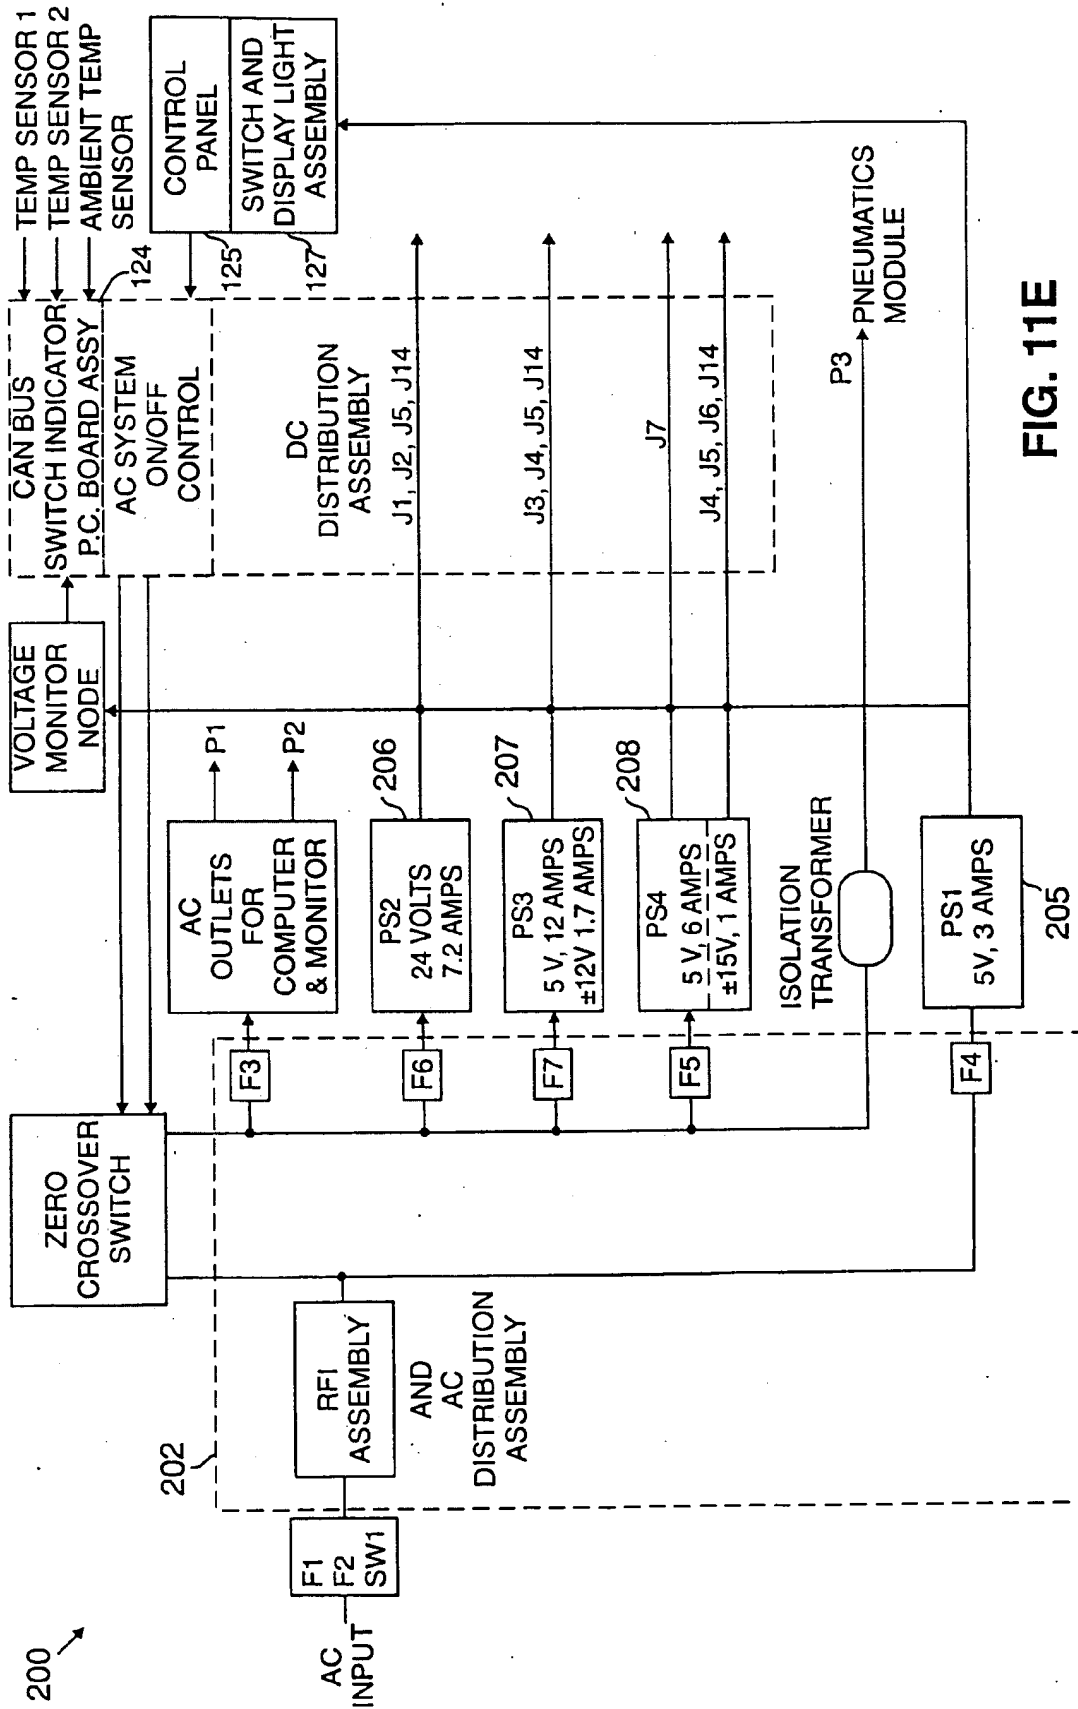 200
AC
INPUT
F1
F2
SW1
202
RFI
ASSEMBLY
AND
AC
DISTRIBUTION
ASSEMBLY
ZERO
CROSSOVER
SWITCH
F3
F6
F7
F5
F4
AC
OUTLETS
FOR
COMPUTER
& MONITOR
P1
P2
PS2
24 VOLTS
7.2 AMPS
206
PS3
5 V, 12 AMPS
±12V 1.7 AMPS
207
PS4
5 V, 6 AMPS
±15V, 1 AMPS
208
ISOLATION
TRANSFORMER
PS1
5V, 3 AMPS
205
VOLTAGE
MONITOR
NODE
CAN BUS
SWITCH INDICATOR
P.C. BOARD ASSY
AC SYSTEM
ON/OFF
CONTROL
DC
DISTRIBUTION
ASSEMBLY
J1, J2, J5, J14
J3, J4, J5, J14
J7
J4, J5, J6, J14
P3
PNEUMATICS
MODULE
TEMP SENSOR 1
TEMP SENSOR 2
AMBIENT TEMP
SENSOR
124
CONTROL
PANEL
125
SWITCH AND
DISPLAY LIGHT
ASSEMBLY
127
FIG. 11E